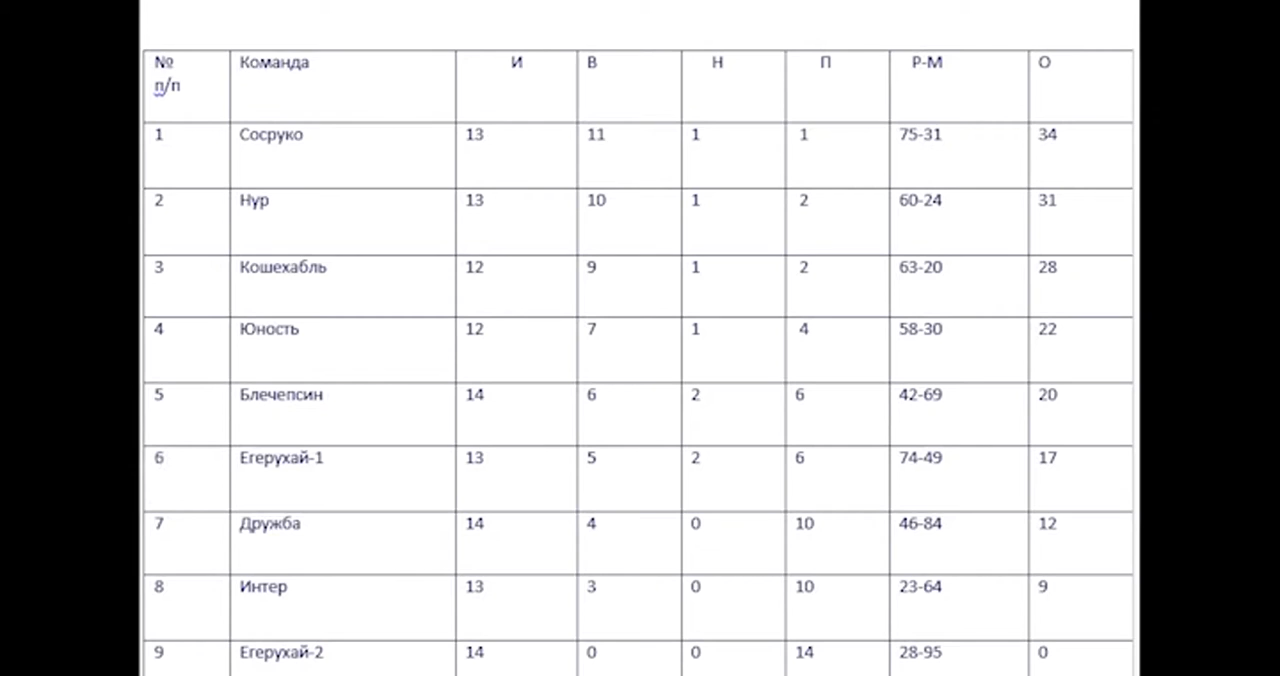 № п/п Команда И В Н П Р-М О
1 Сосруко 13 11 1 1 75-31 34
2 Нур 13 10 1 2 60-24 31
3 Кошехабль 12 9 1 2 63-20 28
4 Юность 12 7 1 4 58-30 22
5 Блечепсин 14 6 2 6 42-69 20
6 Егерухай-1 13 5 2 6 74-49 17
7 Дружба 14 4 0 10 46-84 12
8 Интер 13 3 0 10 23-64 9
9 Егерухай-2 14 0 0 14 28-95 0